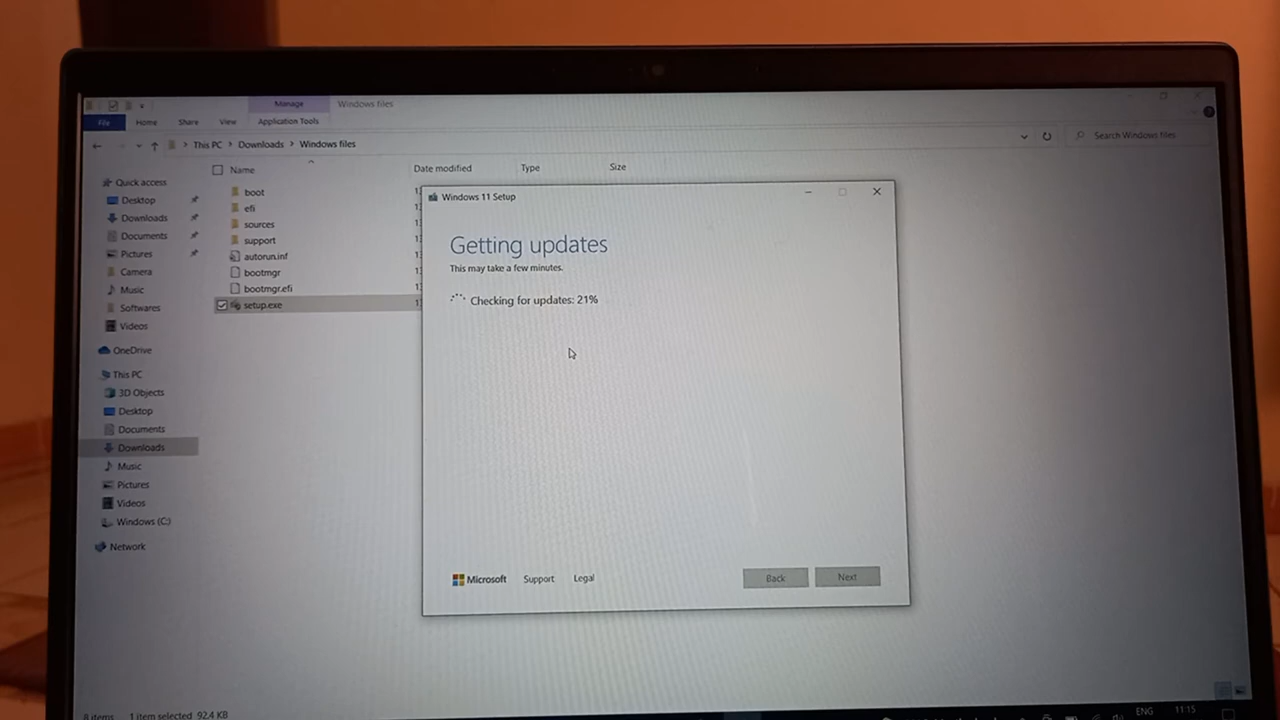 Manage
Windows files
File
Home
Share
View
Application Tools
This PC
Downloads
Windows files
Search Windows files
Name
Date modified
Type
Size
Quick access
Desktop
Downloads
Documents
Pictures
Camera
Music
Softwares
Videos
OneDrive
This PC
3D Objects
Desktop
Documents
Downloads
Music
Pictures
Videos
Windows (C:)
Network
boot
efi
sources
support
autorun.inf
bootmgr
bootmgr.efi
setup.exe
Windows 11 Setup
Getting updates
This may take a few minutes.
Checking for updates: 21%
Microsoft
Support
Legal
Back
Next
8 items
1 item selected 92.4 KB
ENG
11:15